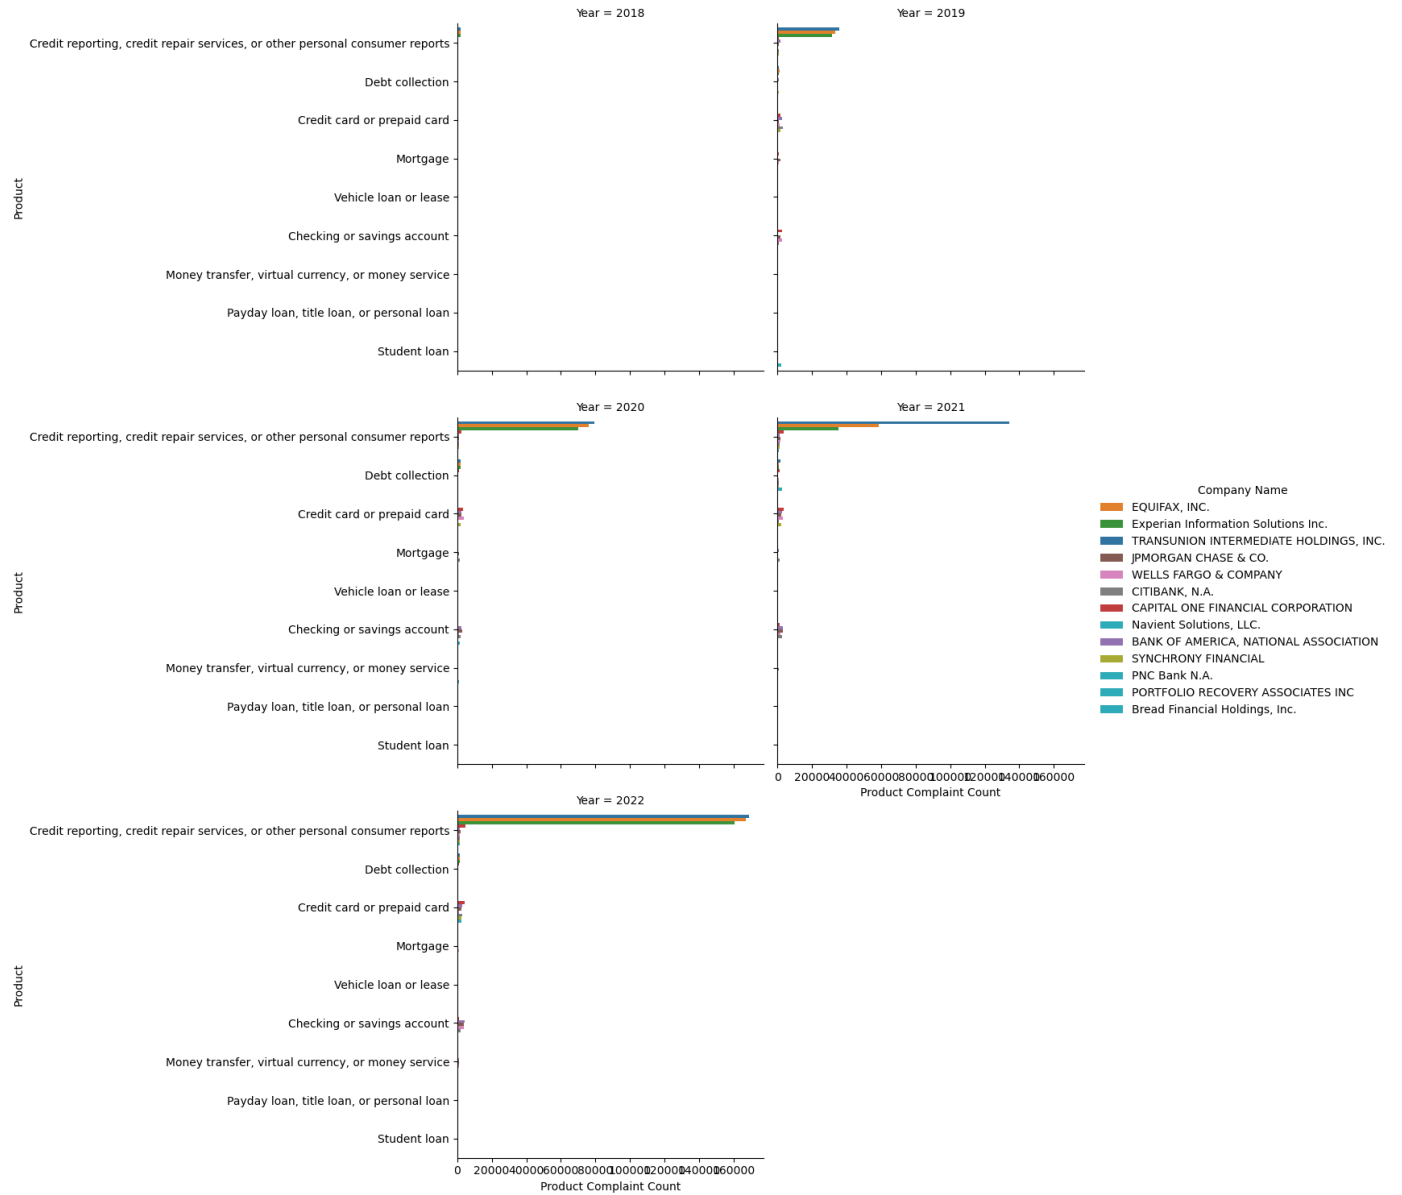 Year = 2018
Year = 2019
Credit reporting, credit repair services, or other personal consumer reports
Debt collection
Credit card or prepaid card
Mortgage
Vehicle loan or lease
Checking or savings account
Money transfer, virtual currency, or money service
Payday loan, title loan, or personal loan
Student loan
Product
Year = 2020
Year = 2021
Credit reporting, credit repair services, or other personal consumer reports
Debt collection
Credit card or prepaid card
Mortgage
Vehicle loan or lease
Checking or savings account
Money transfer, virtual currency, or money service
Payday loan, title loan, or personal loan
Student loan
Product
0 20000 40000 60000 80000 100000 120000 140000 160000
Product Complaint Count
Company Name
EQUIFAX, INC.
Experian Information Solutions Inc.
TRANSUNION INTERMEDIATE HOLDINGS, INC.
JPMORGAN CHASE & CO.
WELLS FARGO & COMPANY
CITIBANK, N.A.
CAPITAL ONE FINANCIAL CORPORATION
Navient Solutions, LLC.
BANK OF AMERICA, NATIONAL ASSOCIATION
SYNCHRONY FINANCIAL
PNC Bank N.A.
PORTFOLIO RECOVERY ASSOCIATES INC
Bread Financial Holdings, Inc.
Year = 2022
Credit reporting, credit repair services, or other personal consumer reports
Debt collection
Credit card or prepaid card
Mortgage
Vehicle loan or lease
Checking or savings account
Money transfer, virtual currency, or money service
Payday loan, title loan, or personal loan
Student loan
Product
0 20000 40000 60000 80000 100000 120000 140000 160000
Product Complaint Count